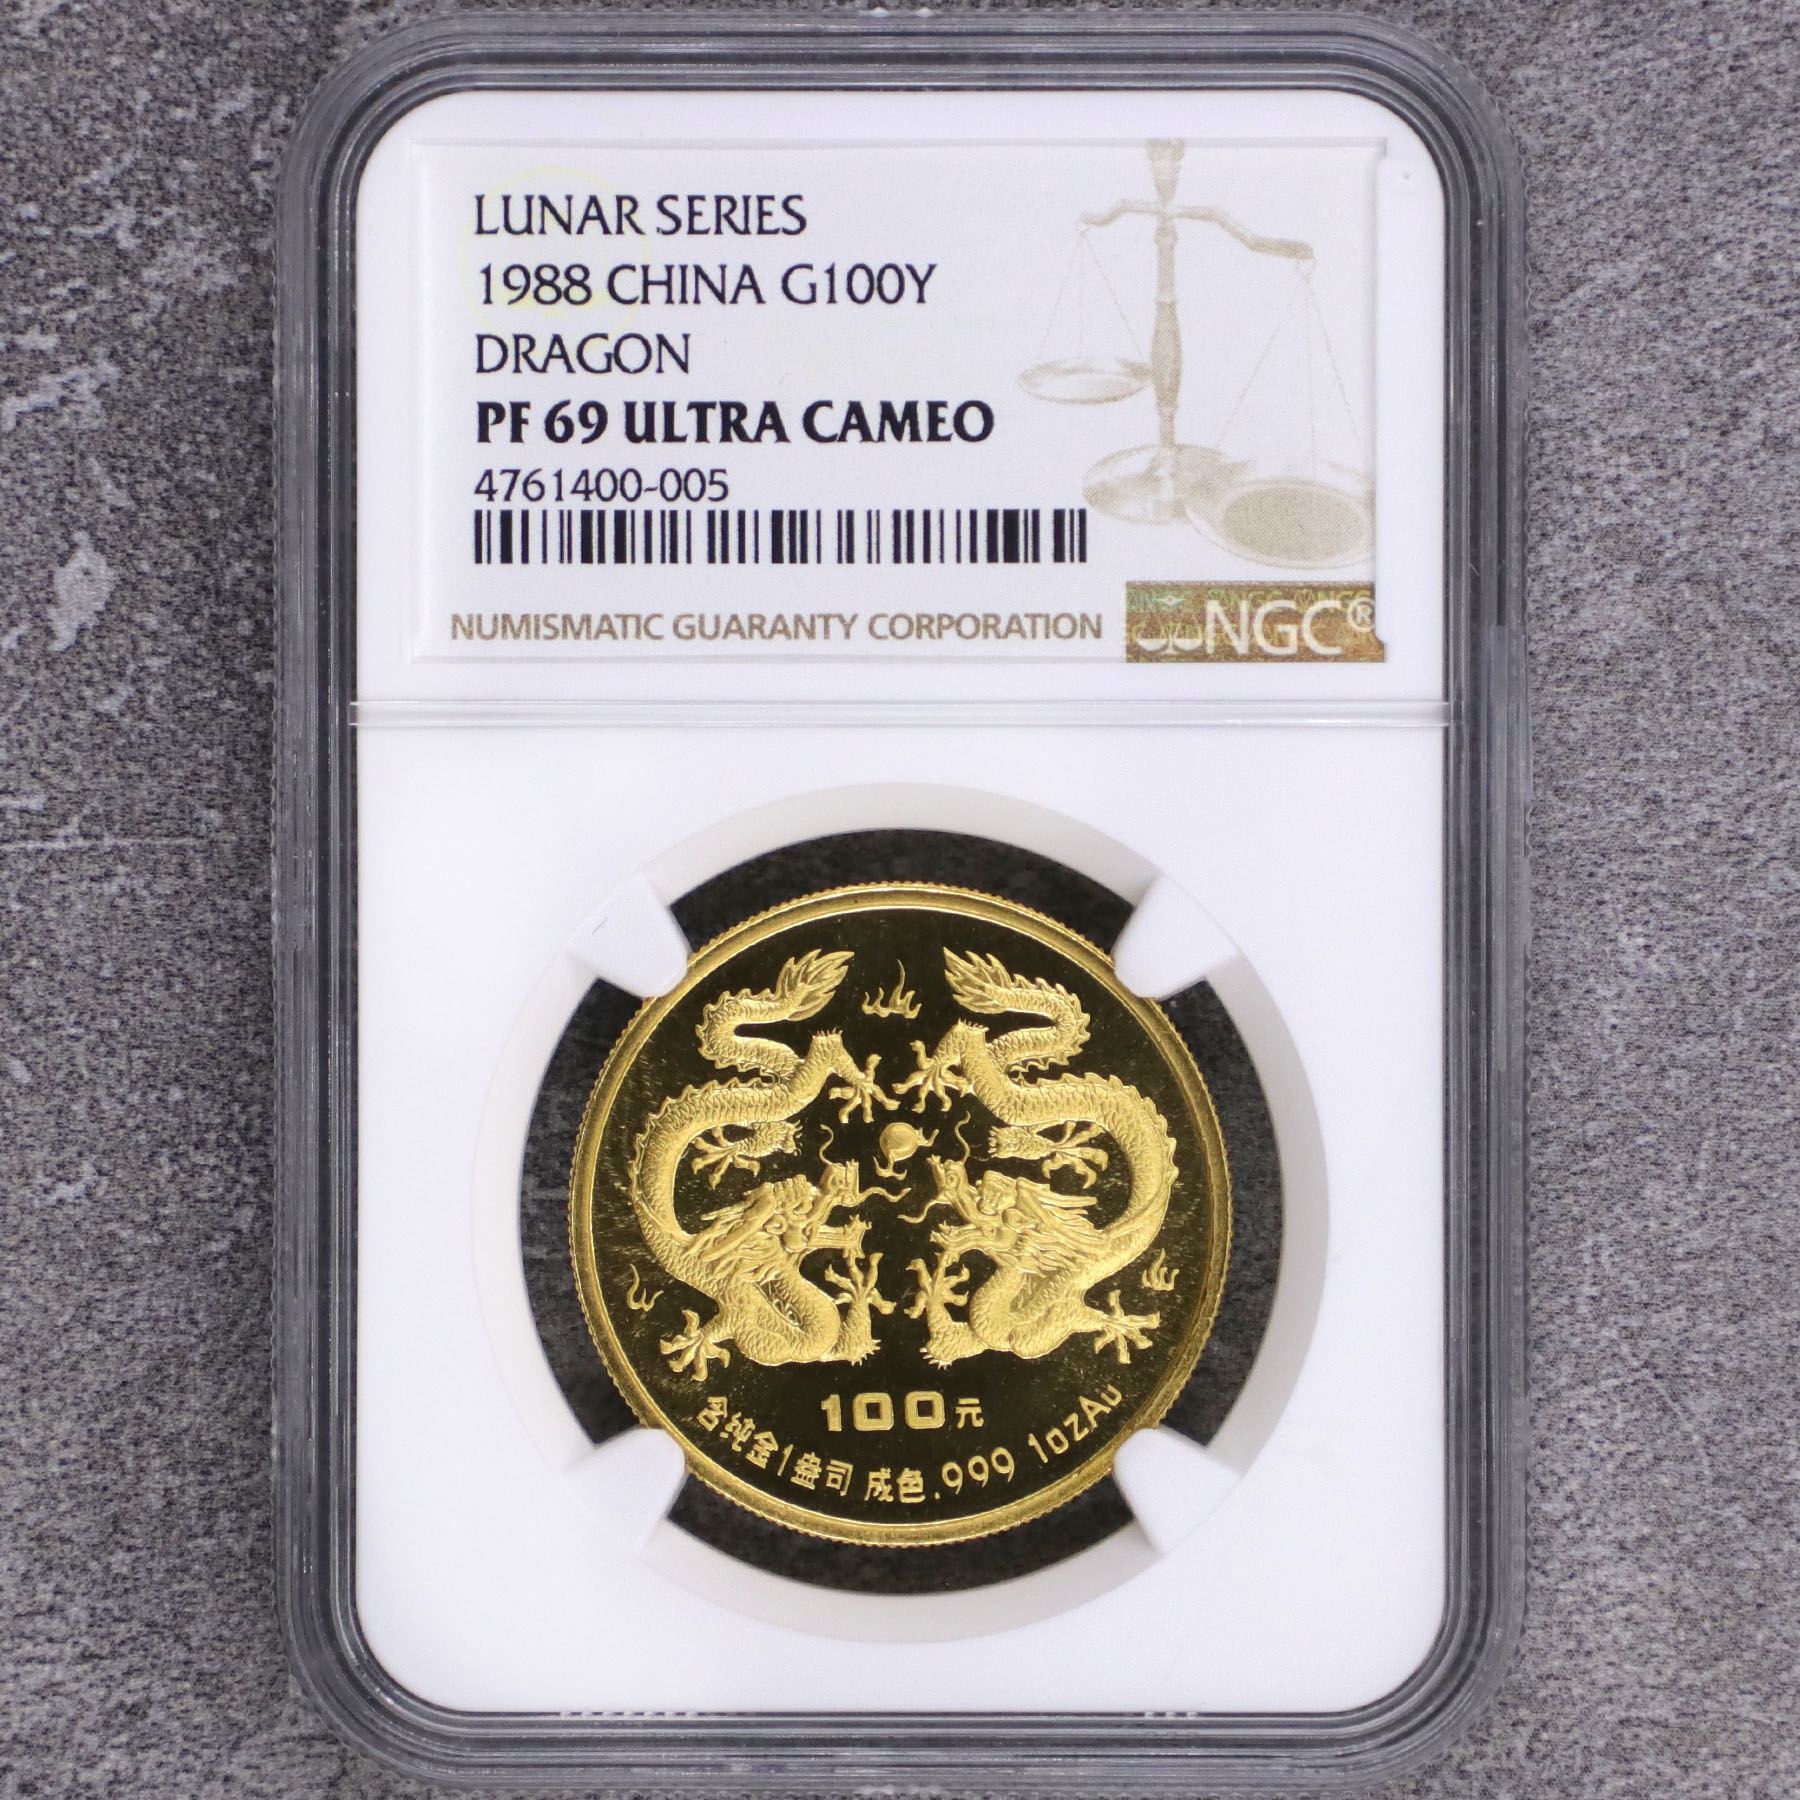 LUNAR SERIES
1988 CHINA G100Y
DRAGON
PF 69 ULTRA CAMEO
4761400-005
NUMISMATIC GUARANTY CORPORATION
NGC®
100元
含纯金1盎司 成色.999 1ozAu